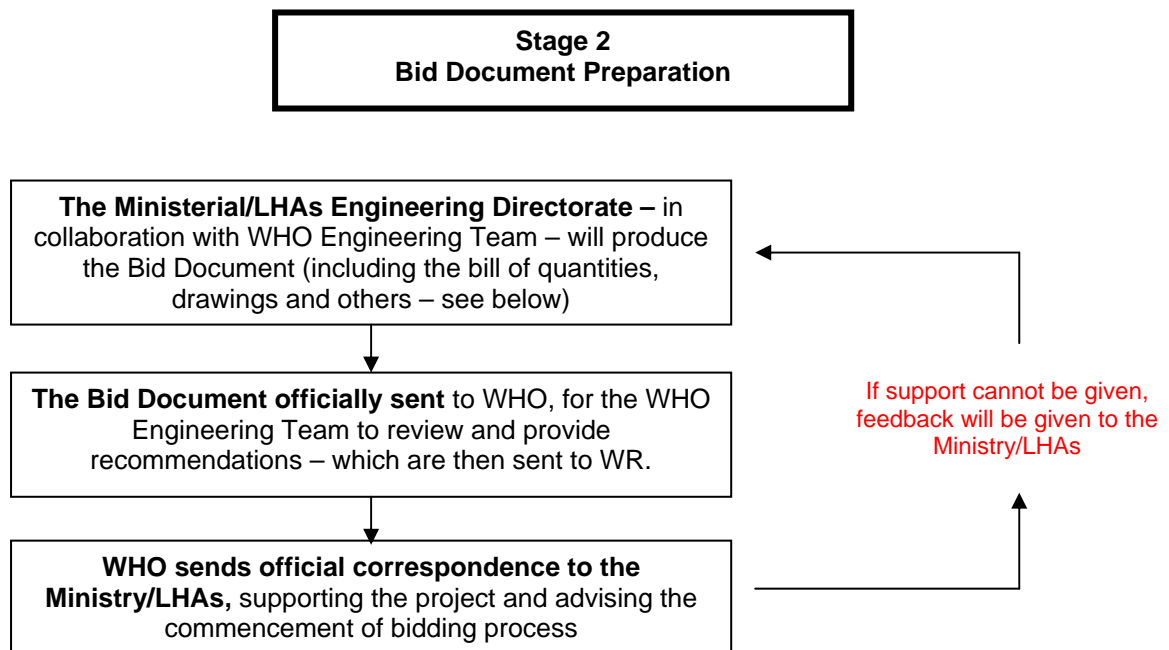 Stage 2
Bid Document Preparation
The Ministerial/LHAs Engineering Directorate – in
collaboration with WHO Engineering Team – will produce
the Bid Document (including the bill of quantities,
drawings and others – see below)
The Bid Document officially sent to WHO, for the WHO
Engineering Team to review and provide
recommendations – which are then sent to WR.
If support cannot be given,
feedback will be given to the
Ministry/LHAs
WHO sends official correspondence to the
Ministry/LHAs, supporting the project and advising the
commencement of bidding process